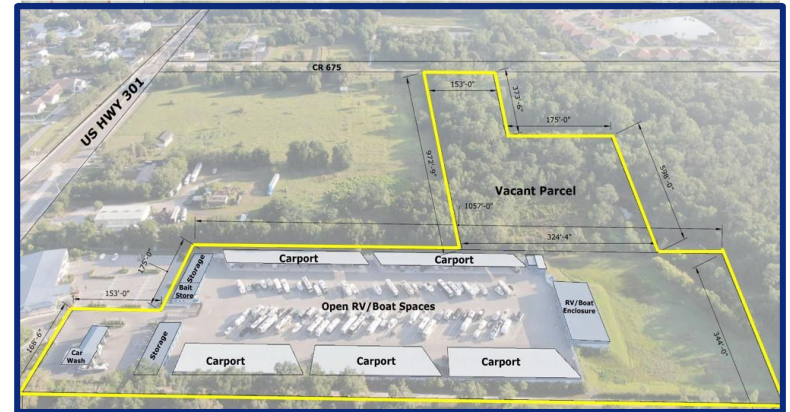 CR 675
US HWY 301
153'-0"
373'-6"
175'-0"
972'-9"
598'-0"
Vacant Parcel
1057'-0"
324'-4"
175'-0"
Storage
Carport
Carport
Bait
Store
153'-0"
Open RV/Boat Spaces
RV/Boat
Enclosure
168'-6"
Car
Wash
Storage
Carport
Carport
Carport
344'-0"